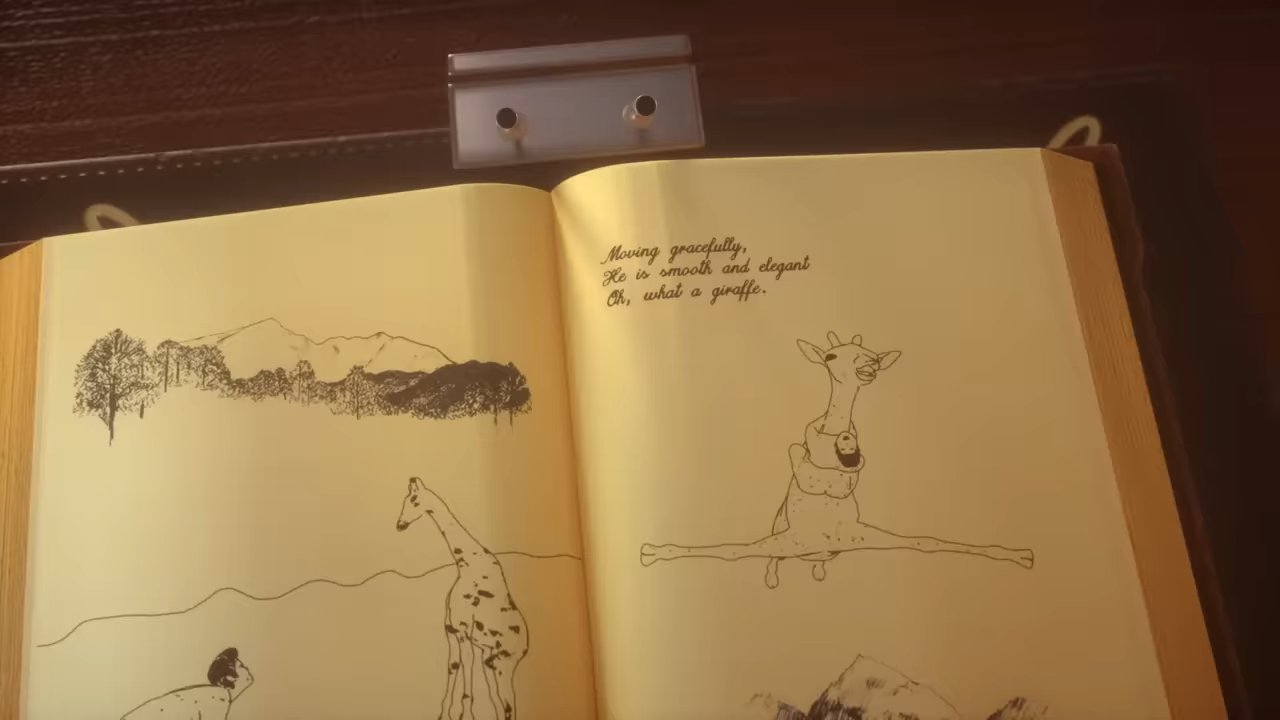 Moving gracefully,
He is smooth and elegant
Oh, what a giraffe.